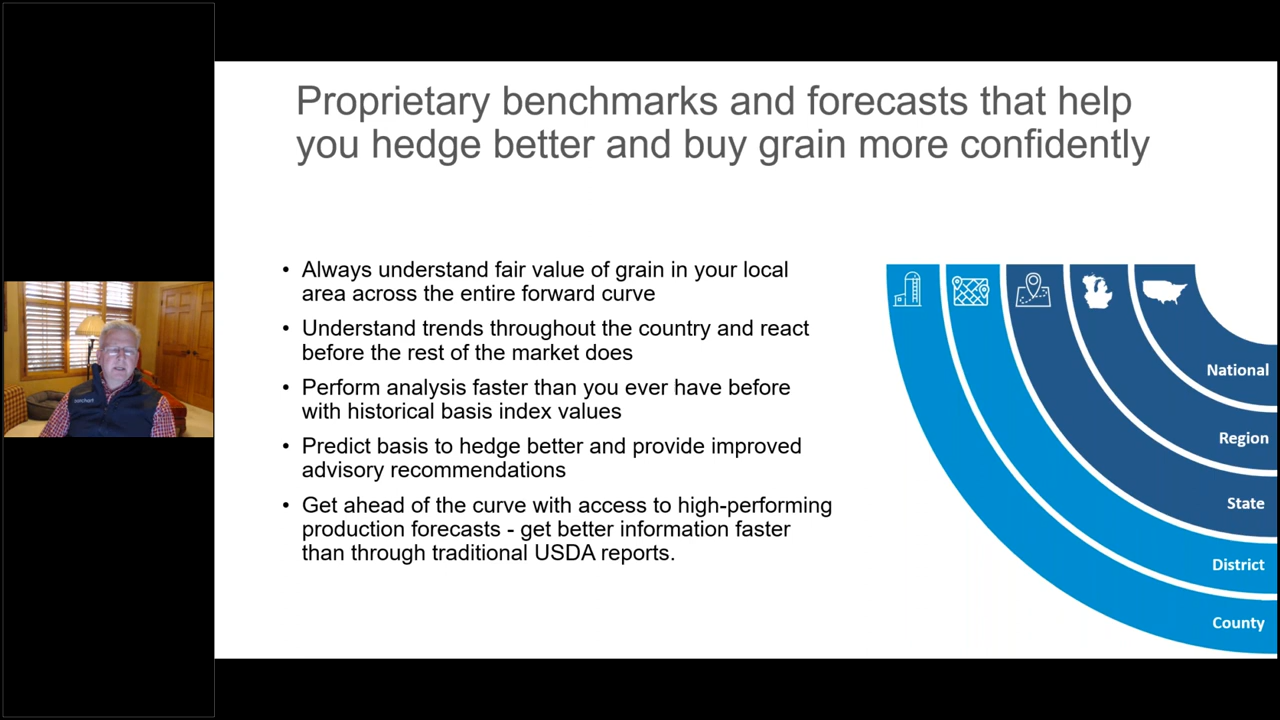 Proprietary benchmarks and forecasts that help
you hedge better and buy grain more confidently
• Always understand fair value of grain in your local
area across the entire forward curve
• Understand trends throughout the country and react
before the rest of the market does
• Perform analysis faster than you ever have before
with historical basis index values
• Predict basis to hedge better and provide improved
advisory recommendations
• Get ahead of the curve with access to high-performing
production forecasts - get better information faster
than through traditional USDA reports.
National
Region
State
District
County